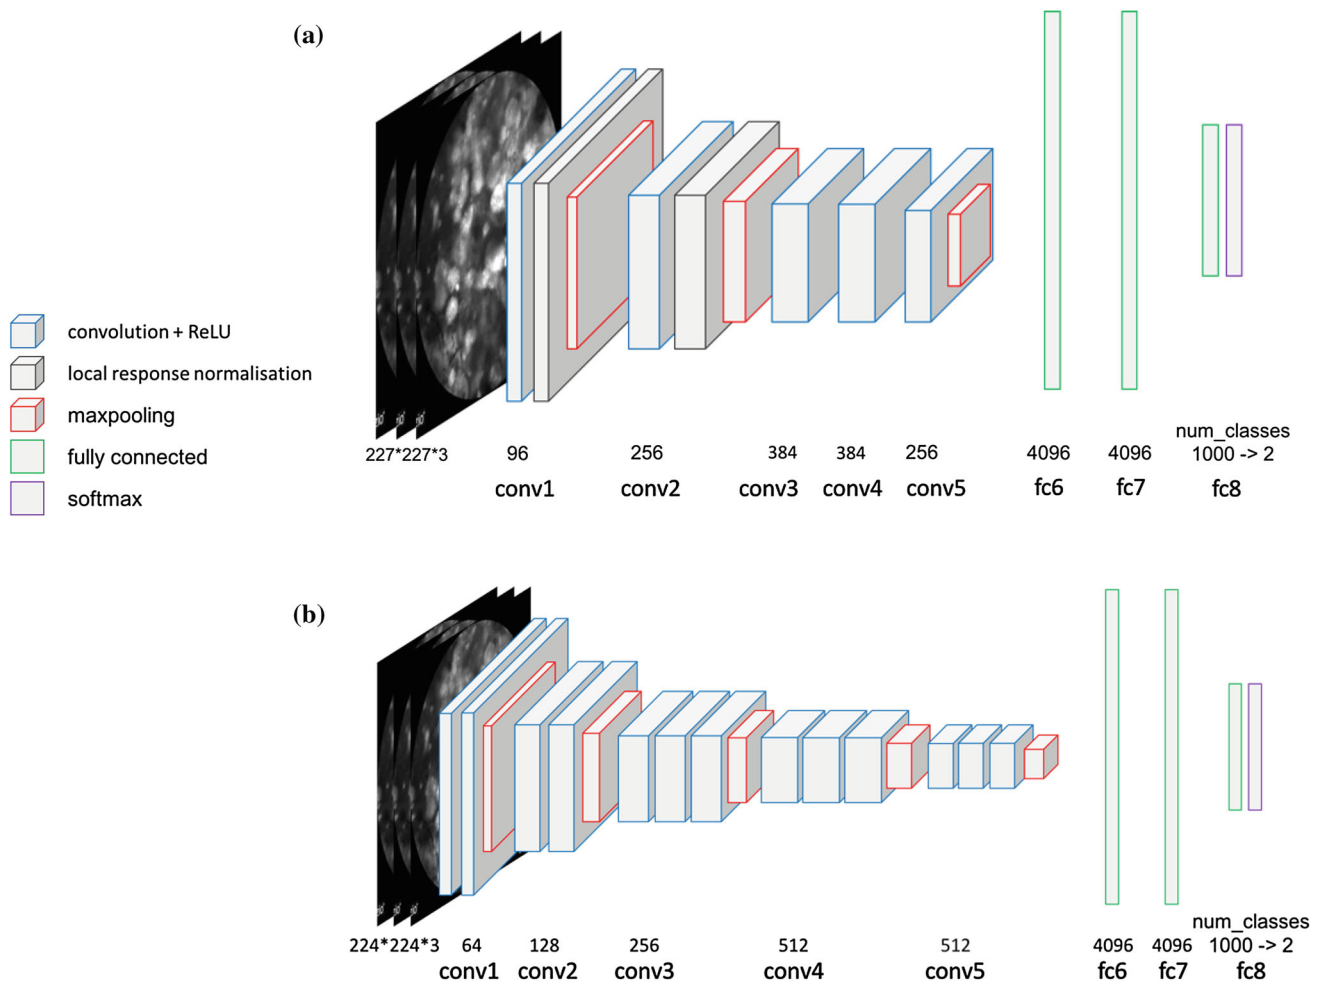 (a)
convolution + ReLU
local response normalisation
maxpooling
fully connected
softmax
227*227*3
96
256
384
384
256
4096
4096
num_classes
1000 -> 2
conv1
conv2
conv3
conv4
conv5
fc6
fc7
fc8
(b)
224*224*3
64
128
256
512
512
4096
4096
num_classes
1000 -> 2
conv1
conv2
conv3
conv4
conv5
fc6
fc7
fc8